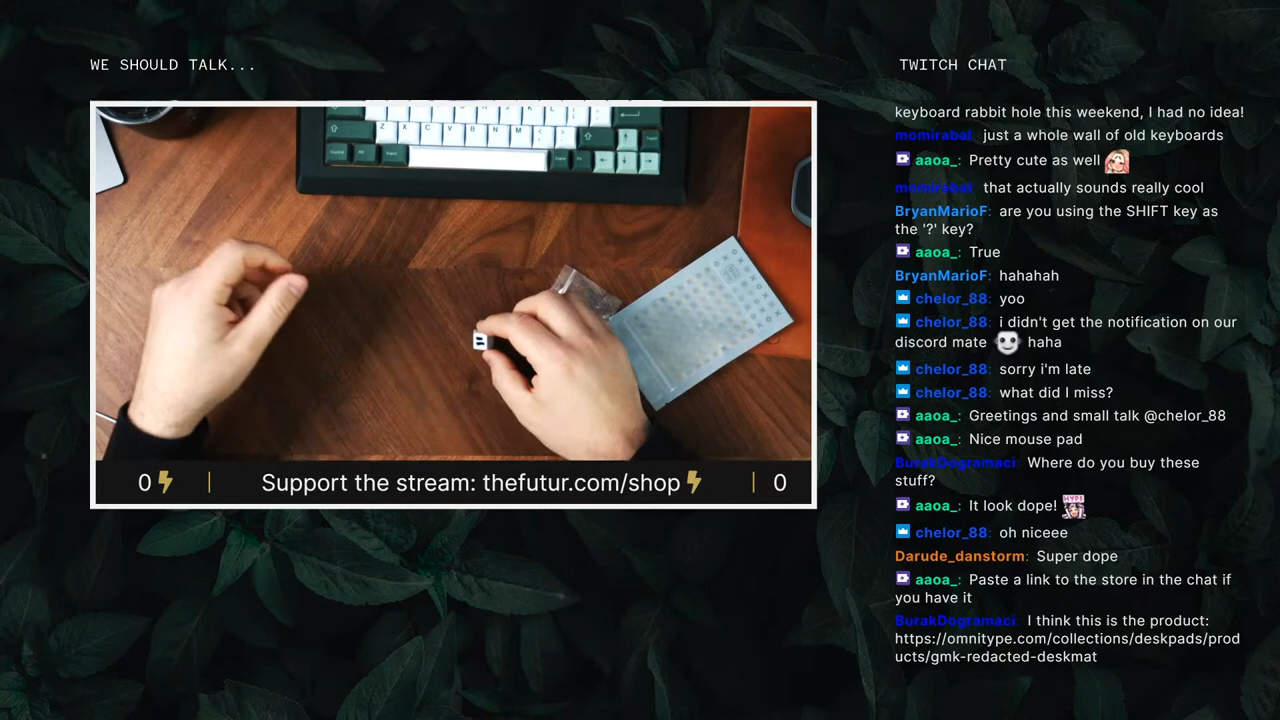 WE SHOULD TALK...
TWITCH CHAT
Z X C V B N M
0
Support the stream: thefutur.com/shop
0
keyboard rabbit hole this weekend, I had no idea!
momirabal: just a whole wall of old keyboards
aaoa_: Pretty cute as well
momirabal: that actually sounds really cool
BryanMarioF: are you using the SHIFT key as
the '?' key?
aaoa_: True
BryanMarioF: hahahah
chelor_88: yoo
chelor_88: i didn't get the notification on our
discord mate haha
chelor_88: sorry i'm late
chelor_88: what did I miss?
aaoa_: Greetings and small talk @chelor_88
aaoa_: Nice mouse pad
BurakDogramaci: Where do you buy these
stuff?
aaoa_: It look dope! HYPE
chelor_88: oh niceee
Darude_danstorm: Super dope
aaoa_: Paste a link to the store in the chat if
you have it
BurakDogramaci: I think this is the product:
https://omnitype.com/collections/deskpads/prod
ucts/gmk-redacted-deskmat